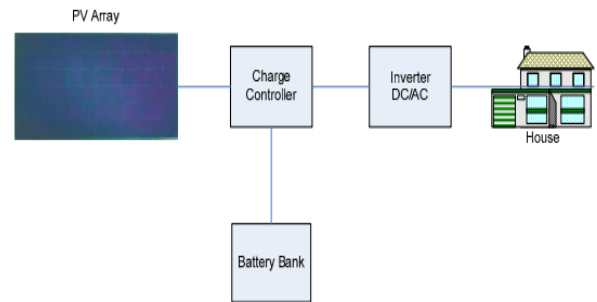 PV Array
Charge
Controller
Inverter
DC/AC
House
Battery Bank